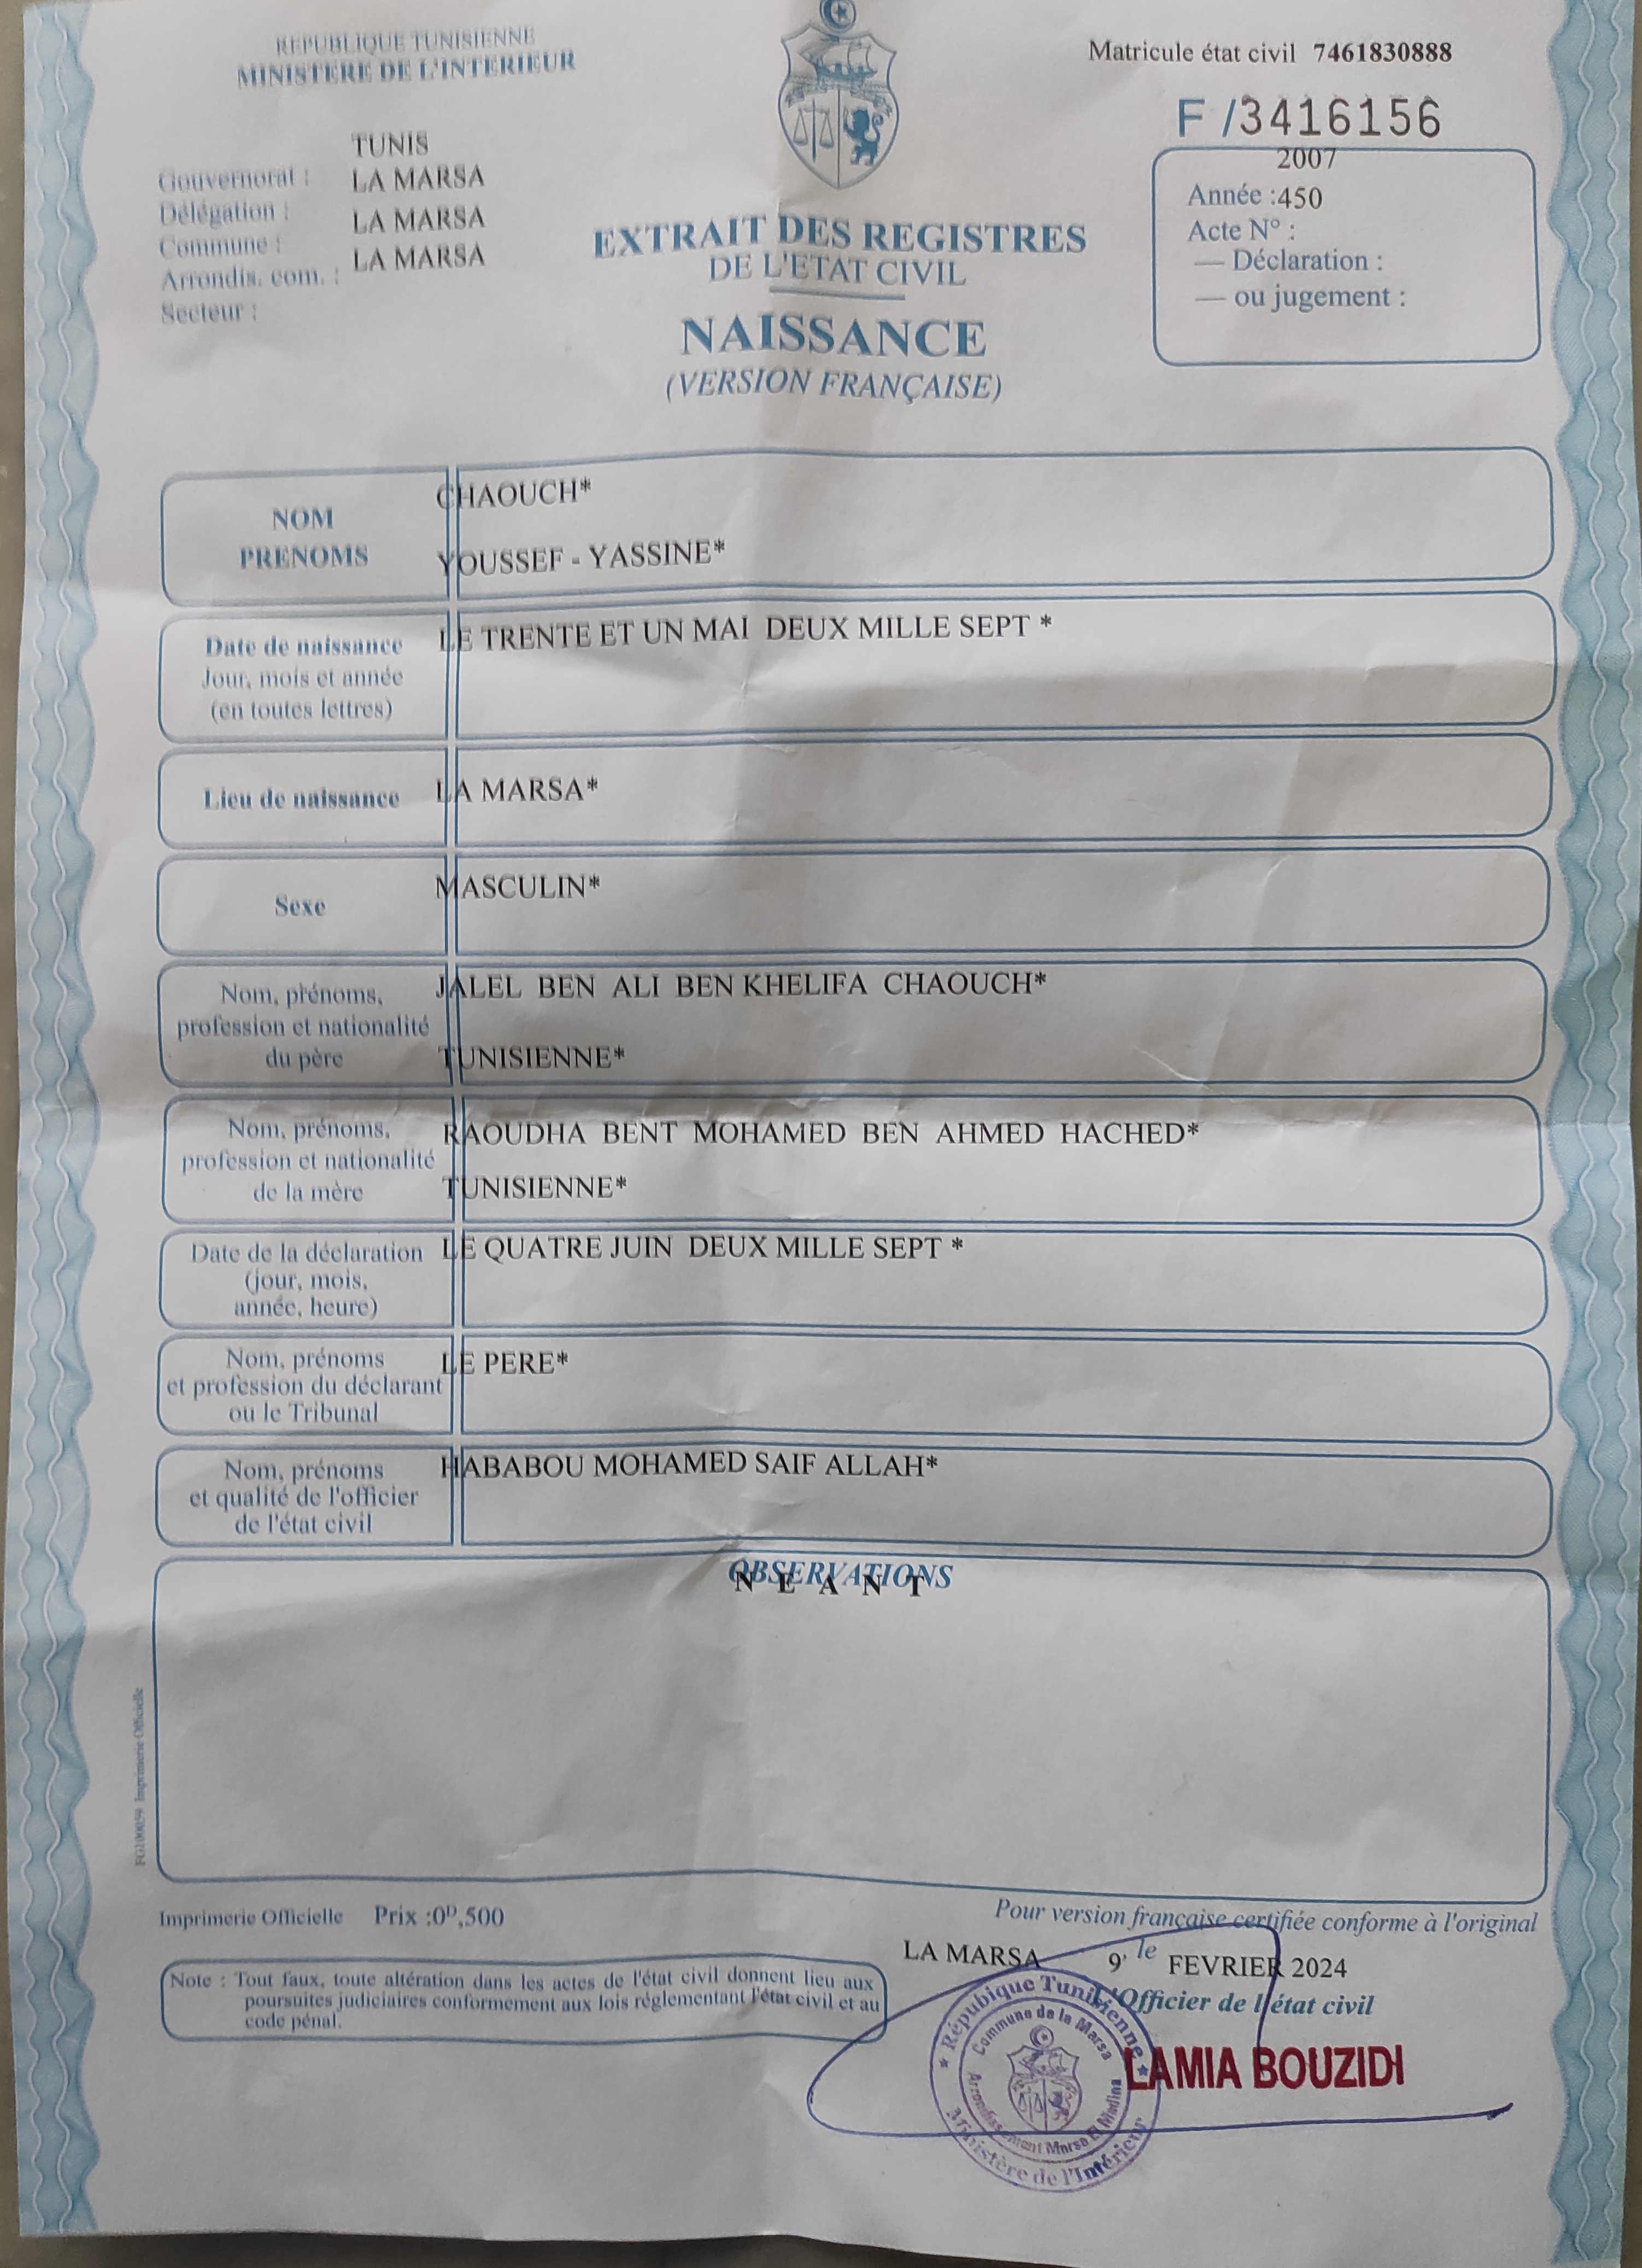 REPUBLIQUE TUNISIENNE
MINISTERE DE L'INTERIEUR
Matricule état civil 7461830888
F /3416156
TUNIS
Gouvernorat : LA MARSA
Délégation : LA MARSA
Commune : LA MARSA
Arrondis. com. :
Secteur :
2007
Année :450
Acte N° :
— Déclaration :
— ou jugement :
EXTRAIT DES REGISTRES
DE L'ETAT CIVIL
NAISSANCE
(VERSION FRANÇAISE)
NOM CHAOUCH*
PRENOMS YOUSSEF - YASSINE*
Date de naissance LE TRENTE ET UN MAI DEUX MILLE SEPT *
Jour, mois et année
(en toutes lettres)
Lieu de naissance LA MARSA*
Sexe MASCULIN*
Nom, prénoms, JALEL BEN ALI BEN KHELIFA CHAOUCH*
profession et nationalité
du père TUNISIENNE*
Nom, prénoms, RAOUDHA BENT MOHAMED BEN AHMED HACHED*
profession et nationalité
de la mère TUNISIENNE*
Date de la déclaration LE QUATRE JUIN DEUX MILLE SEPT *
(jour, mois,
année, heure)
Nom, prénoms LE PERE*
et profession du déclarant
ou le Tribunal
Nom, prénoms HABABOU MOHAMED SAIF ALLAH*
et qualité de l'officier
de l'état civil
OBSERVATIONS
N E A N T
FG100059 Imprimerie Officielle
Imprimerie Officielle Prix :0ᴰ,500
Pour version française certifiée conforme à l'original
LA MARSA 9, le FEVRIER 2024
L'Officier de l'état civil
Note : Tout faux, toute altération dans les actes de l'état civil donnent lieu aux
poursuites judiciaires conformement aux lois réglementant l'état civil et au
code pénal.
LAMIA BOUZIDI
République Tunisienne
Commune de la Marsa
Arrondissement Marsa El Madina
Ministère de l'Intérieur